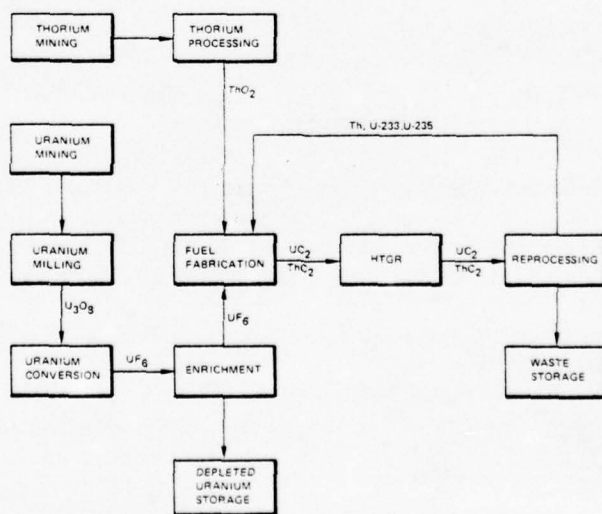 THORIUM
MINING
THORIUM
PROCESSING
ThO2
URANIUM
MINING
Th, U-233,U-235
URANIUM
MILLING
FUEL
FABRICATION
UC2
ThC2
HTGR
UC2
ThC2
REPROCESSING
U3O8
UF6
URANIUM
CONVERSION
UF6
ENRICHMENT
WASTE
STORAGE
DEPLETED
URANIUM
STORAGE